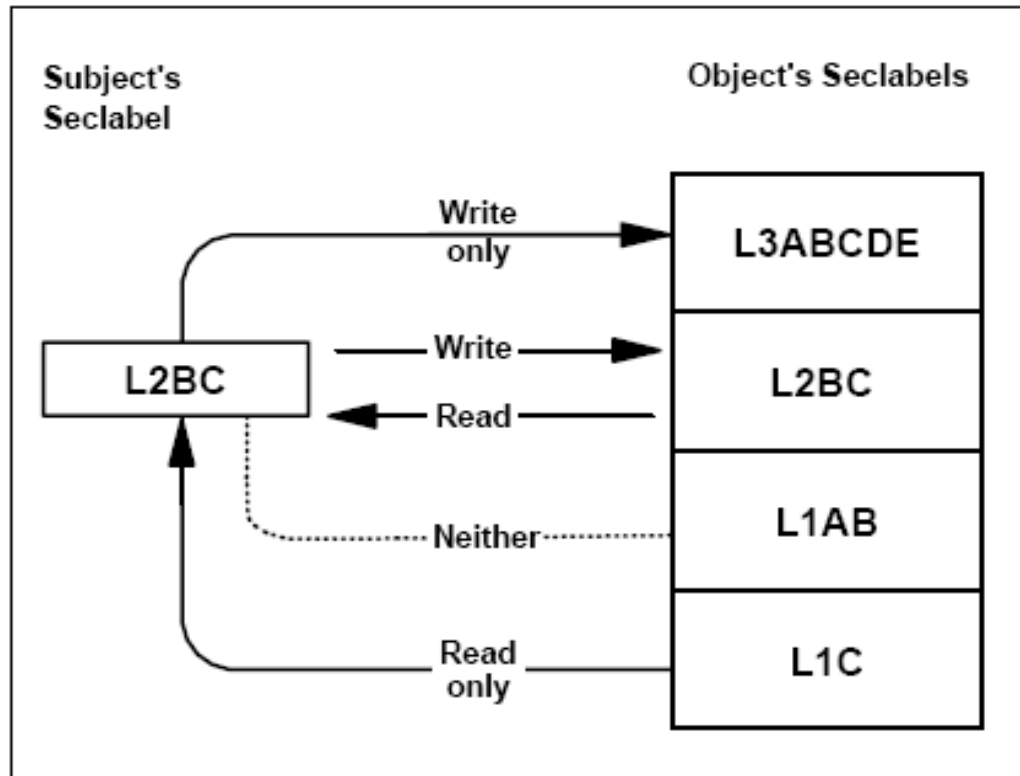 Subject's
Seclabel
Object's Seclabels
Write
only
L3ABCDE
L2BC
Write
Read
L2BC
Neither
L1AB
Read
only
L1C